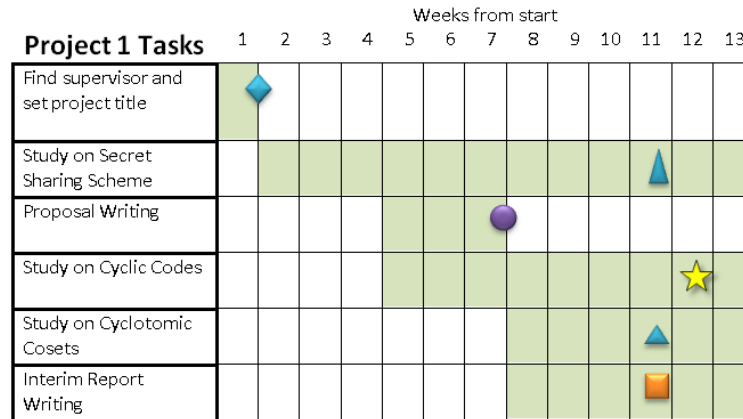 Weeks from start
Project 1 Tasks 1 2 3 4 5 6 7 8 9 10 11 12 13
Find supervisor and
set project title
Study on Secret
Sharing Scheme
Proposal Writing
Study on Cyclic Codes
Study on Cyclotomic
Cosets
Interim Report
Writing